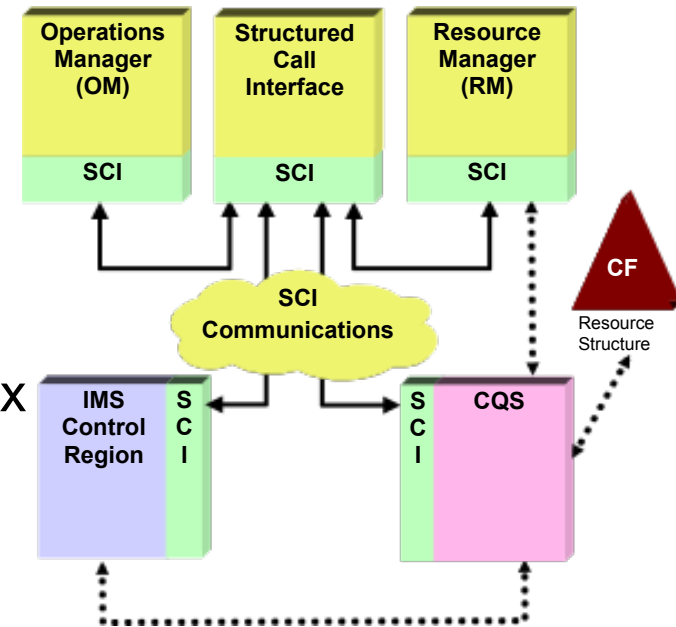 Operations
Manager
(OM)
SCI
Structured
Call
Interface
SCI
Resource
Manager
(RM)
SCI
CF
Resource
Structure
SCI
Communications
X
IMS
Control
Region
S
C
I
S
C
I
CQS